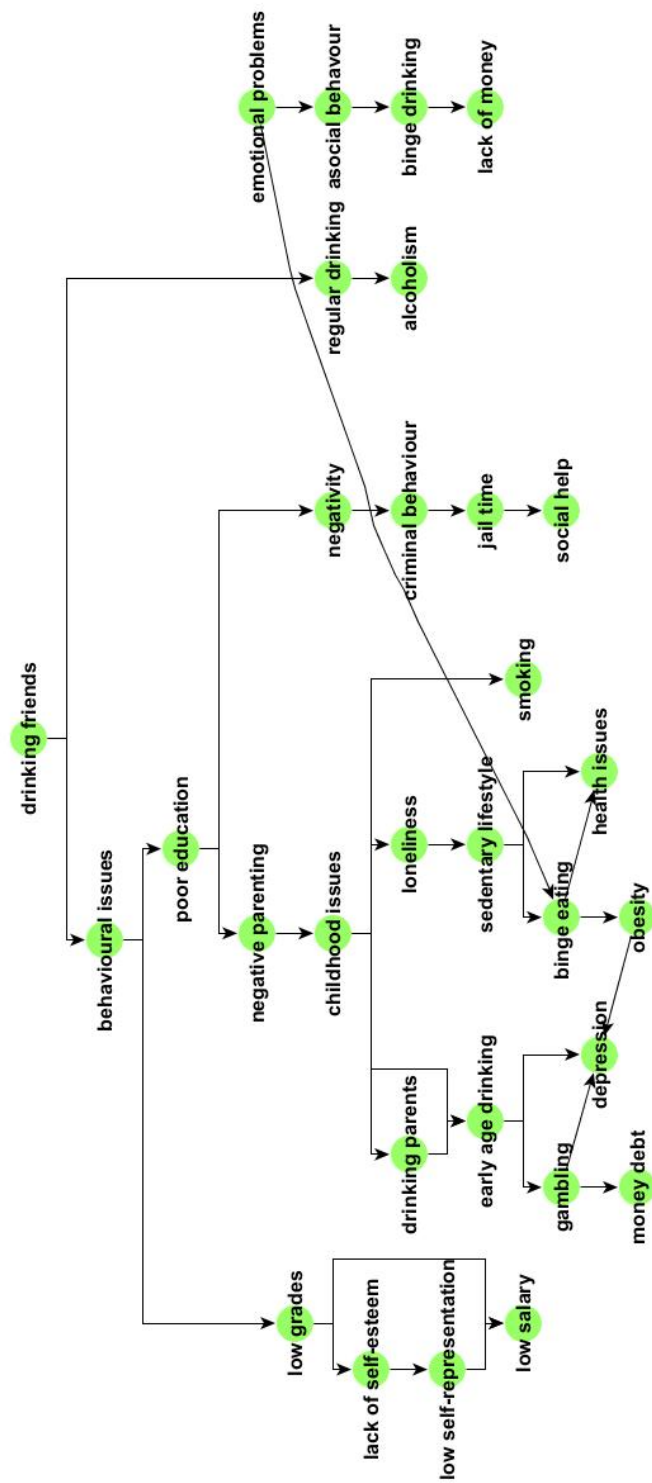 drinking friends
behavioural issues
poor education
emotional problems
low grades
negative parenting
negativity
regular drinking
asocial behavour
lack of self-esteem
childhood issues
criminal behaviour
alcoholism
binge drinking
low self-representation
drinking parents
loneliness
jail time
lack of money
low salary
early age drinking
sedentary lifestyle
smoking
social help
gambling
binge eating
health issues
money debt
depression
obesity